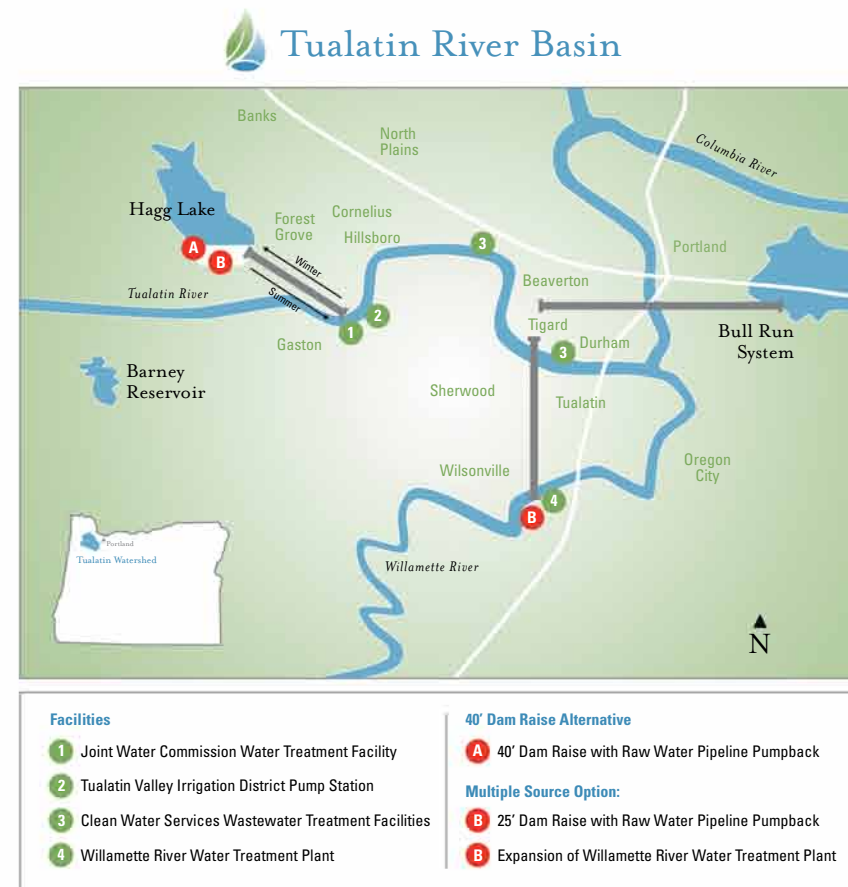 Tualatin River Basin
Banks
North
Plains
Columbia River
Hagg Lake
Forest
Grove
Cornelius
Hillsboro
3
Portland
A
B
Winter
Summer
Beaverton
Tualatin River
1
2
Gaston
Tigard
3
Durham
Bull Run
System
Barney
Reservoir
Sherwood
Tualatin
Wilsonville
Oregon
City
4
B
Willamette River
Portland
Tualatin Watershed
N
Facilities
1 Joint Water Commission Water Treatment Facility
2 Tualatin Valley Irrigation District Pump Station
3 Clean Water Services Wastewater Treatment Facilities
4 Willamette River Water Treatment Plant
40' Dam Raise Alternative
A 40' Dam Raise with Raw Water Pipeline Pumpback
Multiple Source Option:
B 25' Dam Raise with Raw Water Pipeline Pumpback
B Expansion of Willamette River Water Treatment Plant